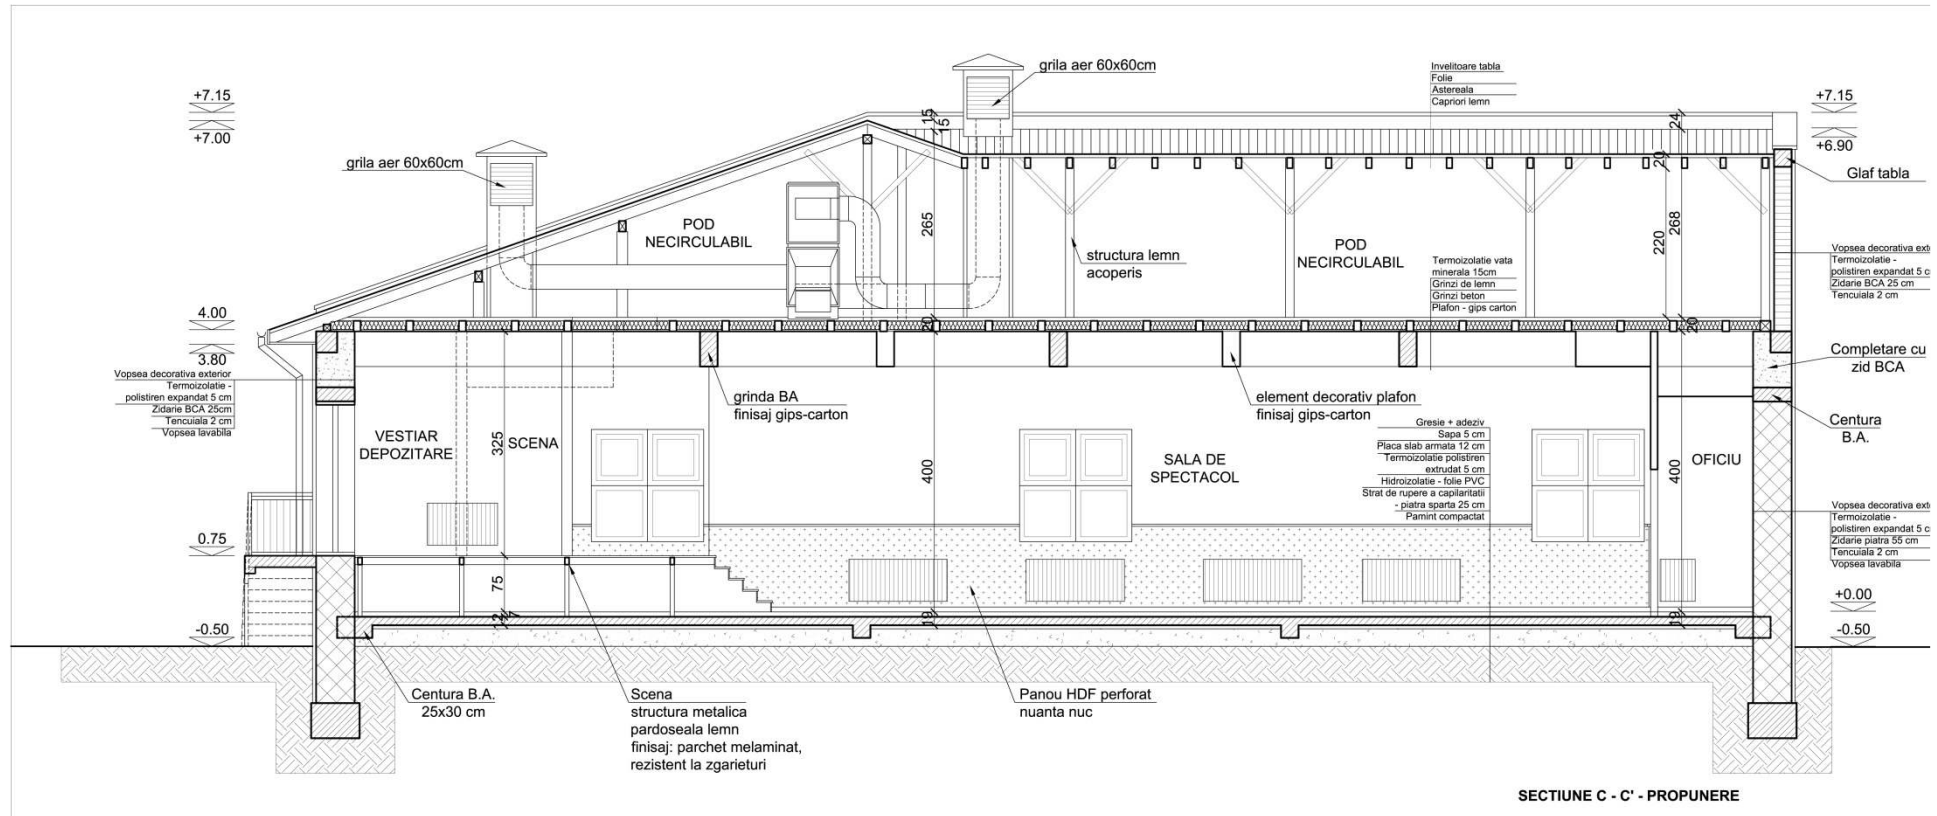 grila aer 60x60cm
Invelitoare tabla
Folie
Astereala
Capriori lemn
+7.15
+7.00
+7.15
+6.90
15
15
24
20
grila aer 60x60cm
Glaf tabla
POD
NECIRCULABIL
265
structura lemn
acoperis
POD
NECIRCULABIL
220
268
Termoizolatie vata
minerala 15cm
Grinzi de lemn
Grinzi beton
Plafon - gips carton
Vopsea decorativa ext
Termoizolatie -
polistiren expandat 5 c
Zidarie BCA 25 cm
Tencuiala 2 cm
4.00
3.80
20
20
Completare cu
zid BCA
Vopsea decorativa exterior
Termoizolatie -
polistiren expandat 5 cm
Zidarie BCA 25cm
Tencuiala 2 cm
Vopsea lavabila
grinda BA
finisaj gips-carton
element decorativ plafon
finisaj gips-carton
Centura
B.A.
VESTIAR
DEPOZITARE
325
SCENA
400
SALA DE
SPECTACOL
Gresie + adeziv
Sapa 5 cm
Placa slab armata 12 cm
Termoizolatie polistiren
extrudat 5 cm
Hidroizolatie - folie PVC
Strat de rupere a capilaritatii
- piatra sparta 25 cm
Pamint compactat
400
OFICIU
Vopsea decorativa ext
Termoizolatie -
polistiren expandat 5 c
Zidarie piatra 55 cm
Tencuiala 2 cm
Vopsea lavabila
0.75
75
12
7
19
19
+0.00
-0.50
-0.50
Centura B.A.
25x30 cm
Scena
structura metalica
pardoseala lemn
finisaj: parchet melaminat,
rezistent la zgarieturi
Panou HDF perforat
nuanta nuc
SECTIUNE C - C' - PROPUNERE